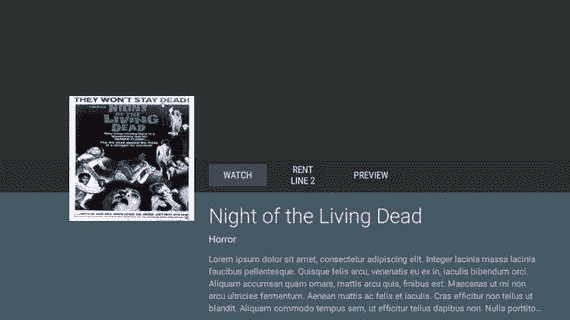 THEY WON'T STAY DEAD!
NIGHT
OF THE
LIVING
DEAD
WATCH
RENT
LINE 2
PREVIEW
Night of the Living Dead
Horror
Lorem ipsum dolor sit amet, consectetur adipiscing elit. Integer lacinia massa lacinia
faucibus pellentesque. Quisque felis arcu, venenatis eu ex in, iaculis bibendum orci.
Aliquam accumsan quam ornare, mattis arcu quis, finibus est. Maecenas ut mi non
arcu ultricies fermentum. Aenean mattis ac felis et iaculis. Cras efficitur non tellus ut
blandit. Aliquam commodo tempus sem, ut efficitur tellus dapibus non. Nulla porttito...